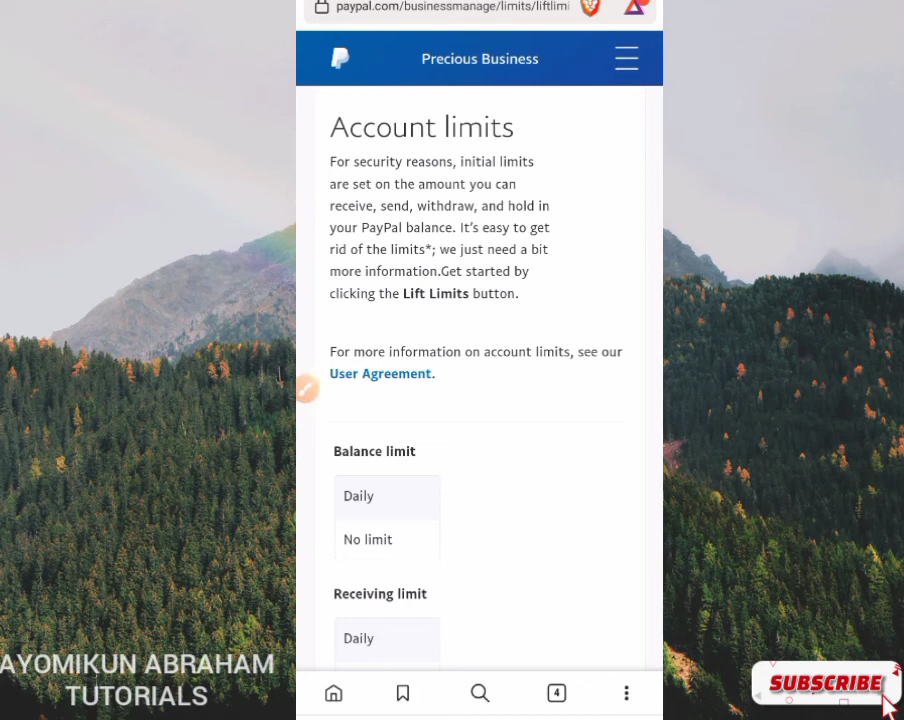 paypal.com/businessmanage/limits/liftlimi
Precious Business
Account limits
For security reasons, initial limits
are set on the amount you can
receive, send, withdraw, and hold in
your PayPal balance. It's easy to get
rid of the limits*; we just need a bit
more information.Get started by
clicking the Lift Limits button.
For more information on account limits, see our
User Agreement.
Balance limit
Daily
No limit
Receiving limit
Daily
4
AYOMIKUN ABRAHAM
TUTORIALS
SUBSCRIBE